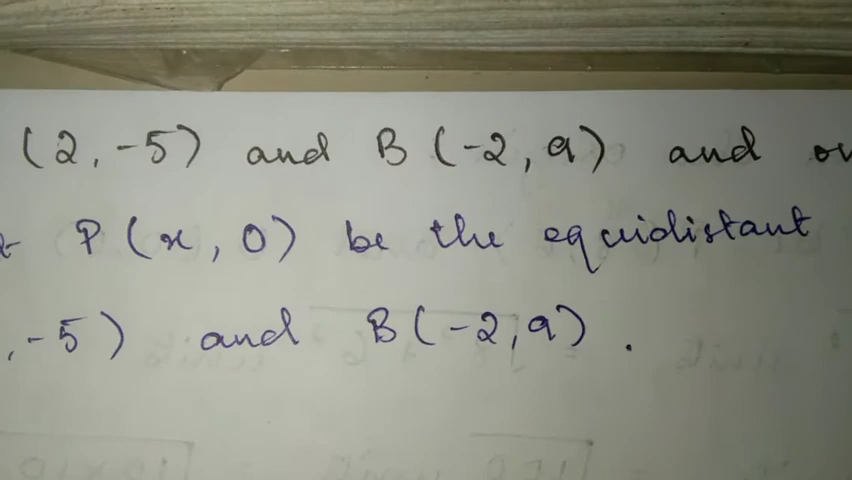 (2, -5) and B (-2, 9) and
P (x, 0) be the equidistant
, -5) and B (-2, 9) .